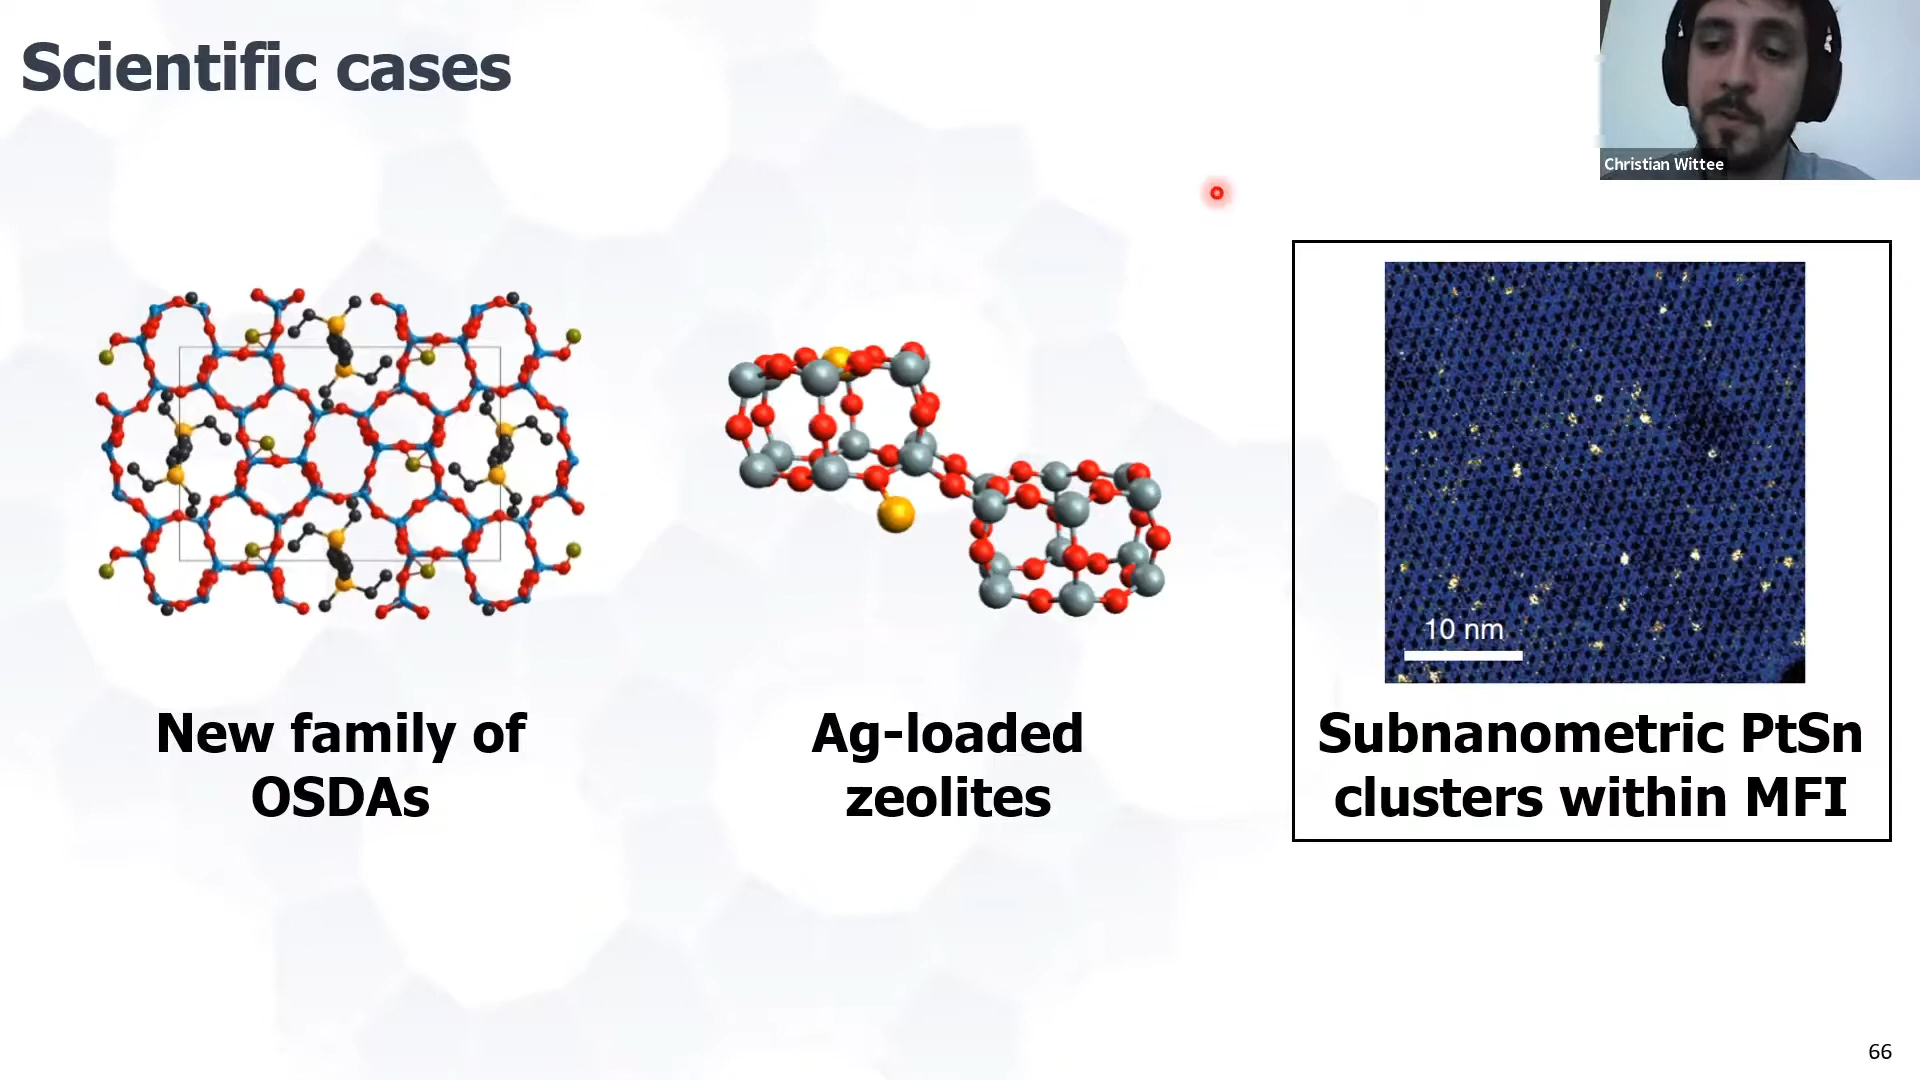 Scientific cases
Christian Wittee
10 nm
New family of
OSDAs
Ag-loaded
zeolites
Subnanometric PtSn
clusters within MFI
66